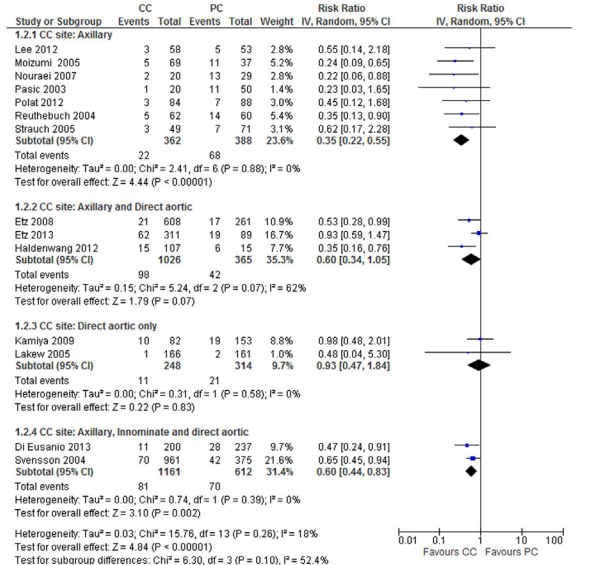 CC PC Risk Ratio Risk Ratio
Study or Subgroup Events Total Events Total Weight IV, Random, 95% CI IV, Random, 95% CI
1.2.1 CC site: Axillary
Lee 2012 3 58 5 53 2.8% 0.55 [0.14, 2.18]
Moizumi 2005 5 69 11 37 5.2% 0.24 [0.09, 0.65]
Nouraei 2007 2 20 13 29 2.7% 0.22 [0.06, 0.88]
Pasic 2003 1 20 11 50 1.4% 0.23 [0.03, 1.65]
Polat 2012 3 84 7 88 2.9% 0.45 [0.12, 1.68]
Reuthebuch 2004 5 62 14 60 5.5% 0.35 [0.13, 0.90]
Strauch 2005 3 49 7 71 3.1% 0.62 [0.17, 2.28]
Subtotal (95% CI) 362 388 23.6% 0.35 [0.22, 0.55]
Total events 22 68
Heterogeneity: Tau² = 0.00; Chi² = 2.41, df = 6 (P = 0.88); I² = 0%
Test for overall effect: Z = 4.44 (P < 0.00001)
1.2.2 CC site: Axillary and Direct aortic
Etz 2008 21 608 17 261 10.9% 0.53 [0.28, 0.99]
Etz 2013 62 311 19 89 16.7% 0.93 [0.59, 1.47]
Haldenwang 2012 15 107 6 15 7.7% 0.35 [0.16, 0.76]
Subtotal (95% CI) 1026 365 35.3% 0.60 [0.34, 1.05]
Total events 98 42
Heterogeneity: Tau² = 0.15; Chi² = 5.24, df = 2 (P = 0.07); I² = 62%
Test for overall effect: Z = 1.79 (P = 0.07)
1.2.3 CC site: Direct aortic only
Kamiya 2009 10 82 19 153 8.8% 0.98 [0.48, 2.01]
Lakew 2005 1 166 2 161 1.0% 0.48 [0.04, 5.30]
Subtotal (95% CI) 248 314 9.7% 0.93 [0.47, 1.84]
Total events 11 21
Heterogeneity: Tau² = 0.00; Chi² = 0.31, df = 1 (P = 0.58); I² = 0%
Test for overall effect: Z = 0.22 (P = 0.83)
1.2.4 CC site: Axillary, Innominate and direct aortic
Di Eusanio 2013 11 200 28 237 9.7% 0.47 [0.24, 0.91]
Svensson 2004 70 961 42 375 21.6% 0.65 [0.45, 0.94]
Subtotal (95% CI) 1161 612 31.4% 0.60 [0.44, 0.83]
Total events 81 70
Heterogeneity: Tau² = 0.00; Chi² = 0.74, df = 1 (P = 0.39); I² = 0%
Test for overall effect: Z = 3.10 (P = 0.002)
Heterogeneity: Tau² = 0.03; Chi² = 15.76, df = 13 (P = 0.26); I² = 18%
Test for overall effect: Z = 4.84 (P < 0.00001)
Test for subgroup differences: Chi² = 6.30, df = 3 (P = 0.10), I² = 52.4%
0.01 0.1 1 10 100
Favours CC Favours PC